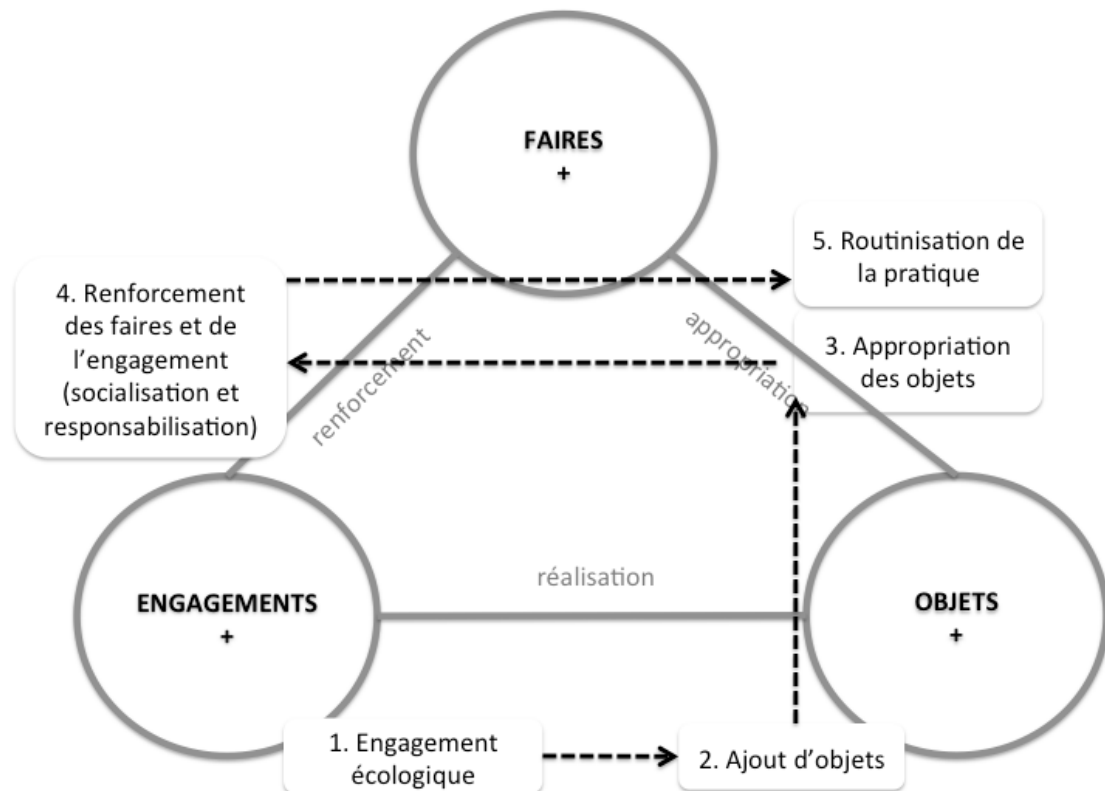 FAIRES
+
5. Routinisation de
la pratique
4. Renforcement
des faires et de
l'engagement
(socialisation et
responsabilisation)
renforcement
appropriation
3. Appropriation
des objets
réalisation
ENGAGEMENTS
+
OBJETS
+
1. Engagement
écologique
2. Ajout d'objets